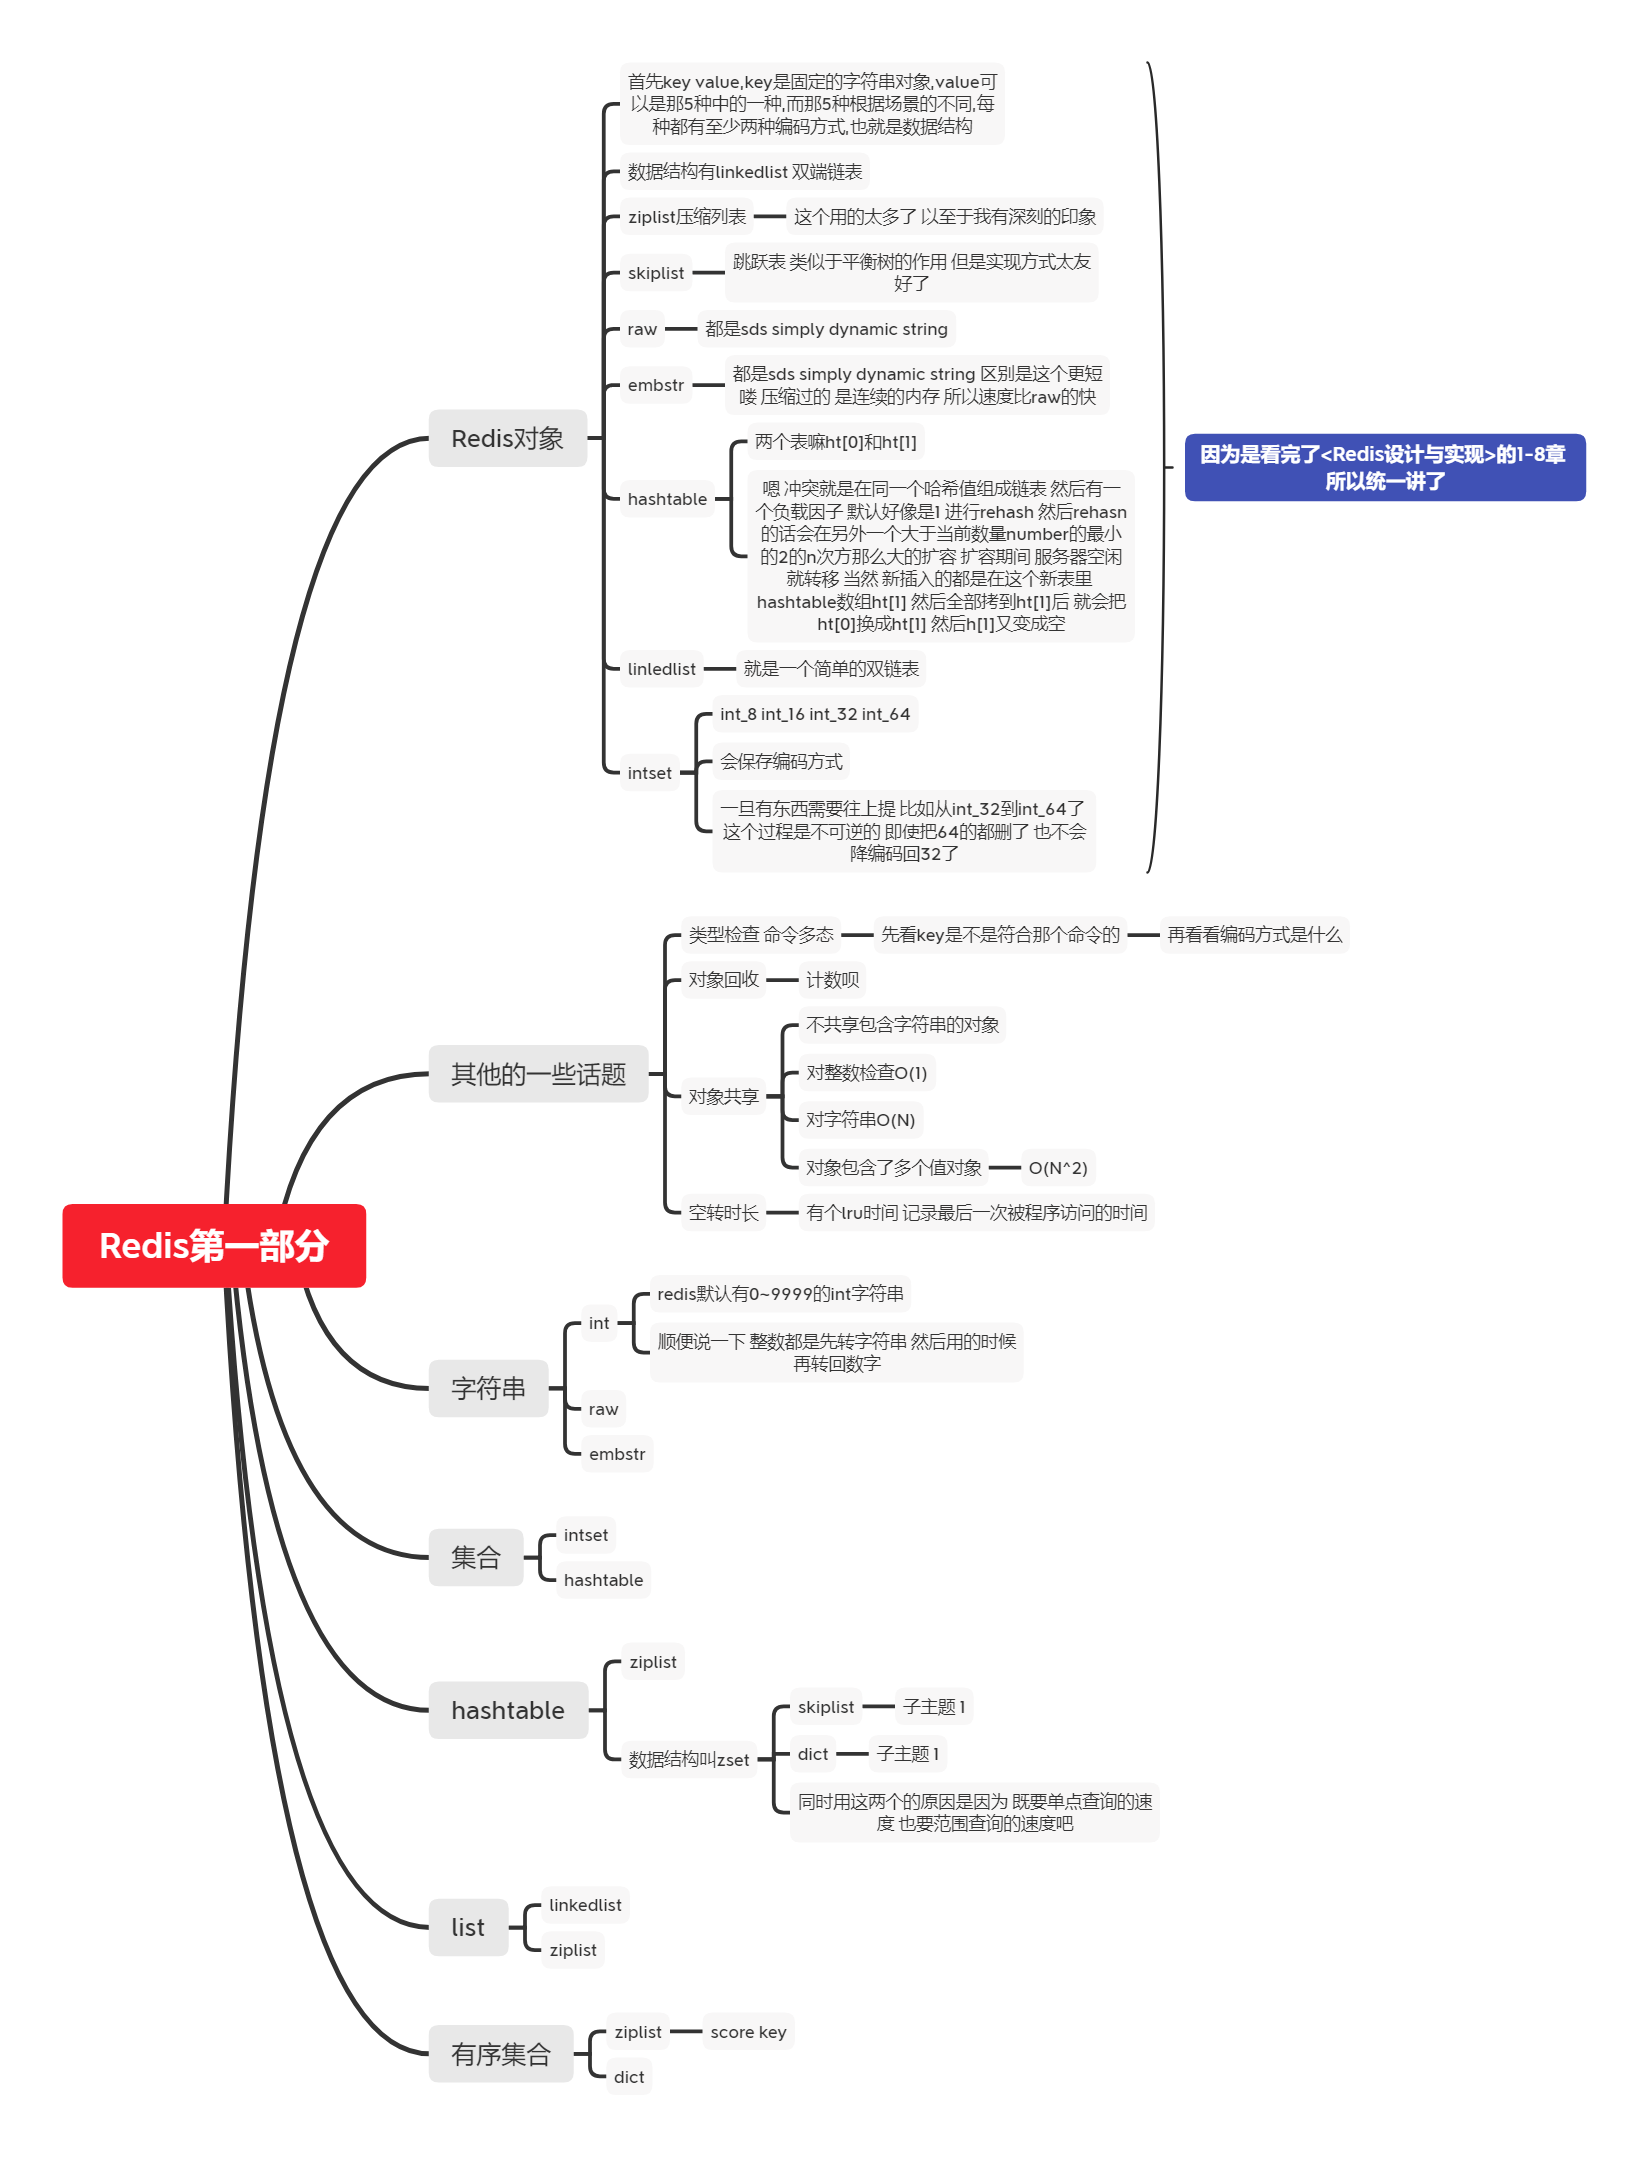 Redis第一部分
Redis对象
首先key value,key是固定的字符串对象,value可
以是那5种中的一种,而那5种根据场景的不同,每
种都有至少两种编码方式,也就是数据结构
数据结构有linkedlist 双端链表
ziplist压缩列表
这个用的太多了 以至于我有深刻的印象
skiplist
跳跃表 类似于平衡树的作用 但是实现方式太友
好了
raw
都是sds simply dynamic string
embstr
都是sds simply dynamic string 区别是这个更短
喽 压缩过的 是连续的内存 所以速度比raw的快
hashtable
两个表嘛ht[0]和ht[1]
嗯 冲突就是在同一个哈希值组成链表 然后有一
个负载因子 默认好像是1 进行rehash 然后rehasn
的话会在另外一个大于当前数量number的最小
的2的n次方那么大的扩容 扩容期间 服务器空闲
就转移 当然 新插入的都是在这个新表里
hashtable数组ht[1] 然后全部拷到ht[1]后 就会把
ht[0]换成ht[1] 然后h[1]又变成空
linledlist
就是一个简单的双链表
intset
int_8 int_16 int_32 int_64
会保存编码方式
一旦有东西需要往上提 比如从int_32到int_64了
这个过程是不可逆的 即使把64的都删了 也不会
降编码回32了
因为是看完了<Redis设计与实现>的1-8章
所以统一讲了
其他的一些话题
类型检查 命令多态
先看key是不是符合那个命令的
再看看编码方式是什么
对象回收
计数呗
对象共享
不共享包含字符串的对象
对整数检查O(1)
对字符串O(N)
对象包含了多个值对象
O(N^2)
空转时长
有个lru时间 记录最后一次被程序访问的时间
字符串
int
redis默认有0~9999的int字符串
顺便说一下 整数都是先转字符串 然后用的时候
再转回数字
raw
embstr
集合
intset
hashtable
hashtable
ziplist
数据结构叫zset
skiplist
子主题 1
dict
子主题 1
同时用这两个的原因是因为 既要单点查询的速
度 也要范围查询的速度吧
list
linkedlist
ziplist
有序集合
ziplist
score key
dict